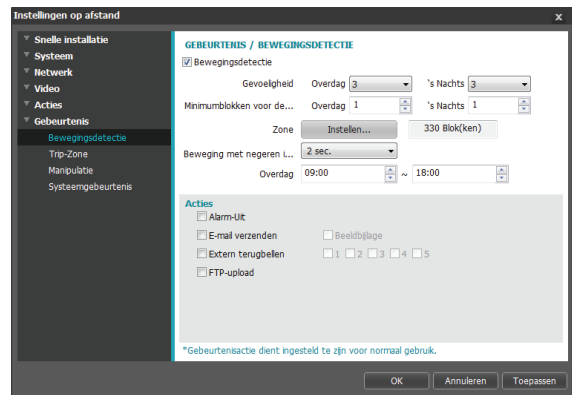 Instellingen op afstand x
Snelle installatie
Systeem
Netwerk
Video
Acties
Gebeurtenis
Bewegingsdetectie
Trip-Zone
Manipulatie
Systeemgebeurtenis
GEBEURTENIS / BEWEGINGSDETECTIE
Bewegingsdetectie
Gevoeligheid Overdag 3 `s Nachts 3
Minimumblokken voor de... Overdag 1 `s Nachts 1
Zone Instellen... 330 Blok(ken)
Beweging met negeren i... 2 sec.
Overdag 09:00 ~ 18:00
Acties
Alarm-Uit
E-mail verzenden Beeldbijlage
Extern terugbellen 1 2 3 4 5
FTP-upload
*Gebeurtenisactie dient ingesteld te zijn voor normaal gebruik.
OK Annuleren Toepassen